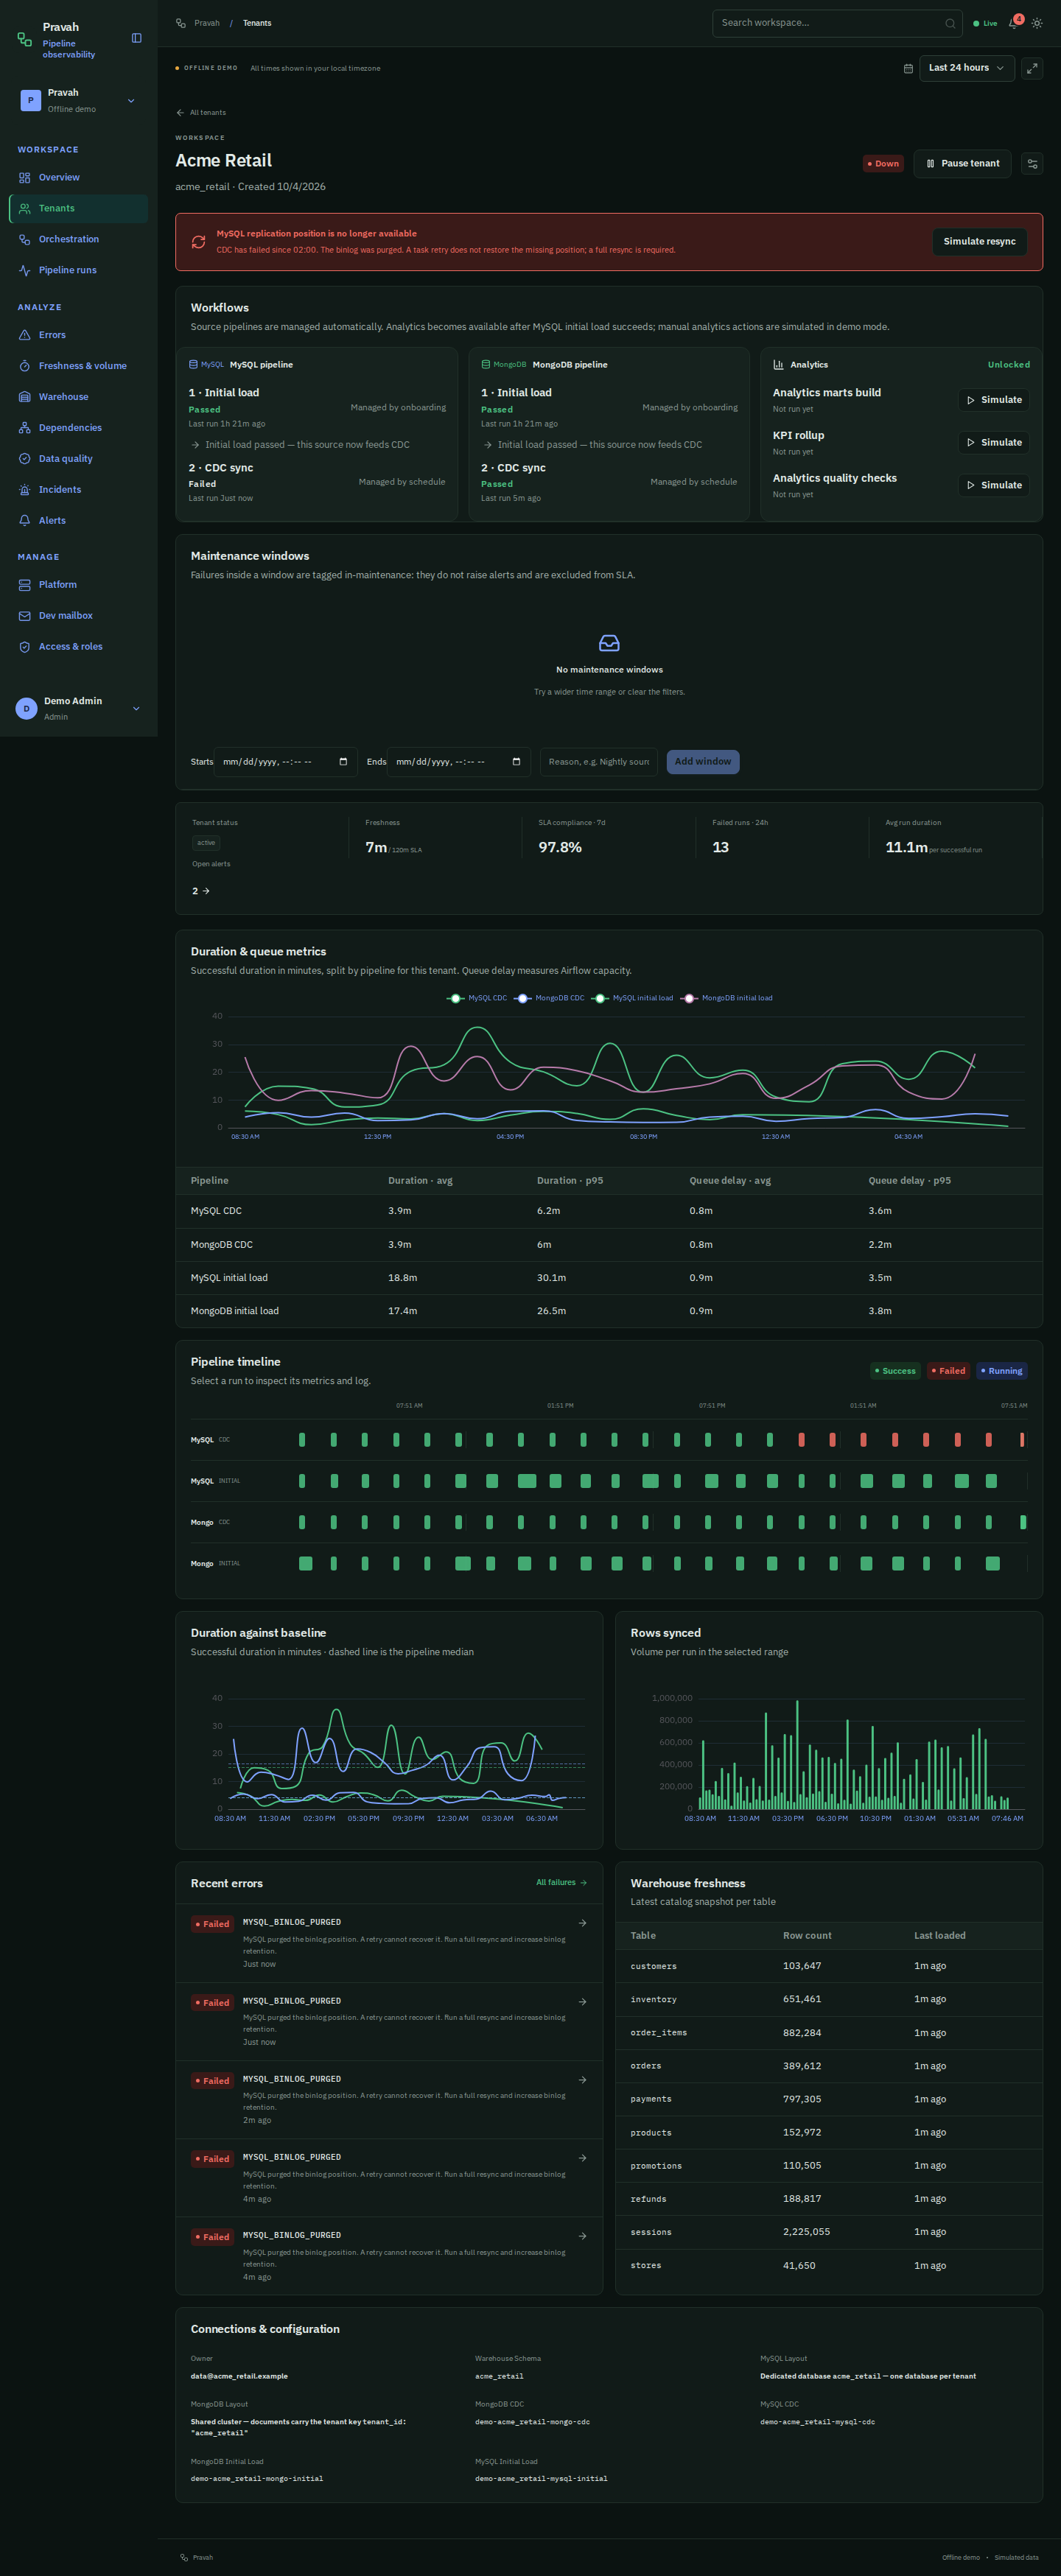 Pravah
Pipeline
observability
P
Pravah
Offline demo
WORKSPACE
Overview
Tenants
Orchestration
Pipeline runs
ANALYZE
Errors
Freshness & volume
Warehouse
Dependencies
Data quality
Incidents
Alerts
MANAGE
Platform
Dev mailbox
Access & roles
D
Demo Admin
Admin
Pravah / Tenants
Search workspace...
Live
4
OFFLINE DEMO All times shown in your local timezone
Last 24 hours
All tenants
WORKSPACE
Acme Retail
acme_retail · Created 10/4/2026
Down
Pause tenant
MySQL replication position is no longer available
CDC has failed since 02:00. The binlog was purged. A task retry does not restore the missing position; a full resync is required.
Simulate resync
Workflows
Source pipelines are managed automatically. Analytics becomes available after MySQL initial load succeeds; manual analytics actions are simulated in demo mode.
MySQL MySQL pipeline
1 · Initial load
Passed
Last run 1h 21m ago
Managed by onboarding
Initial load passed — this source now feeds CDC
2 · CDC sync
Failed
Last run Just now
Managed by schedule
MongoDB MongoDB pipeline
1 · Initial load
Passed
Last run 1h 21m ago
Managed by onboarding
Initial load passed — this source now feeds CDC
2 · CDC sync
Passed
Last run 5m ago
Managed by schedule
Analytics Unlocked
Analytics marts build
Not run yet
Simulate
KPI rollup
Not run yet
Simulate
Analytics quality checks
Not run yet
Simulate
Maintenance windows
Failures inside a window are tagged in-maintenance: they do not raise alerts and are excluded from SLA.
No maintenance windows
Try a wider time range or clear the filters.
Starts mm/dd/yyyy, --:-- -- Ends mm/dd/yyyy, --:-- -- Reason, e.g. Nightly sour Add window
Tenant status
active
Open alerts
2
Freshness
7m / 120m SLA
SLA compliance · 7d
97.8%
Failed runs · 24h
13
Avg run duration
11.1m per successful run
Duration & queue metrics
Successful duration in minutes, split by pipeline for this tenant. Queue delay measures Airflow capacity.
MySQL CDC MongoDB CDC MySQL initial load MongoDB initial load
40
30
20
10
0
08:30 AM 12:30 PM 04:30 PM 08:30 PM 12:30 AM 04:30 AM
Pipeline Duration · avg Duration · p95 Queue delay · avg Queue delay · p95
MySQL CDC 3.9m 6.2m 0.8m 3.6m
MongoDB CDC 3.9m 6m 0.8m 2.2m
MySQL initial load 18.8m 30.1m 0.9m 3.5m
MongoDB initial load 17.4m 26.5m 0.9m 3.8m
Pipeline timeline
Select a run to inspect its metrics and log.
Success Failed Running
07:51 AM 01:51 PM 07:51 PM 01:51 AM 07:51 AM
MySQL CDC
MySQL INITIAL
Mongo CDC
Mongo INITIAL
Duration against baseline
Successful duration in minutes · dashed line is the pipeline median
40
30
20
10
0
08:30 AM 11:30 AM 02:30 PM 05:30 PM 09:30 PM 12:30 AM 03:30 AM 06:30 AM
Rows synced
Volume per run in the selected range
1,000,000
800,000
600,000
400,000
200,000
0
08:30 AM 11:30 AM 03:30 PM 06:30 PM 10:30 PM 01:30 AM 05:31 AM 07:46 AM
Recent errors All failures
Failed MYSQL_BINLOG_PURGED
MySQL purged the binlog position. A retry cannot recover it. Run a full resync and increase binlog
retention.
Just now
Failed MYSQL_BINLOG_PURGED
MySQL purged the binlog position. A retry cannot recover it. Run a full resync and increase binlog
retention.
Just now
Failed MYSQL_BINLOG_PURGED
MySQL purged the binlog position. A retry cannot recover it. Run a full resync and increase binlog
retention.
2m ago
Failed MYSQL_BINLOG_PURGED
MySQL purged the binlog position. A retry cannot recover it. Run a full resync and increase binlog
retention.
4m ago
Failed MYSQL_BINLOG_PURGED
MySQL purged the binlog position. A retry cannot recover it. Run a full resync and increase binlog
retention.
4m ago
Warehouse freshness
Latest catalog snapshot per table
Table Row count Last loaded
customers 103,647 1m ago
inventory 651,461 1m ago
order_items 882,284 1m ago
orders 389,612 1m ago
payments 797,305 1m ago
products 152,972 1m ago
promotions 110,505 1m ago
refunds 188,817 1m ago
sessions 2,225,055 1m ago
stores 41,650 1m ago
Connections & configuration
Owner
data@acme_retail.example
Warehouse Schema
acme_retail
MySQL Layout
Dedicated database acme_retail — one database per tenant
MongoDB Layout
Shared cluster — documents carry the tenant key tenant_id:
"acme_retail"
MongoDB CDC
demo-acme_retail-mongo-cdc
MySQL CDC
demo-acme_retail-mysql-cdc
MongoDB Initial Load
demo-acme_retail-mongo-initial
MySQL Initial Load
demo-acme_retail-mysql-initial
Pravah
Offline demo • Simulated data